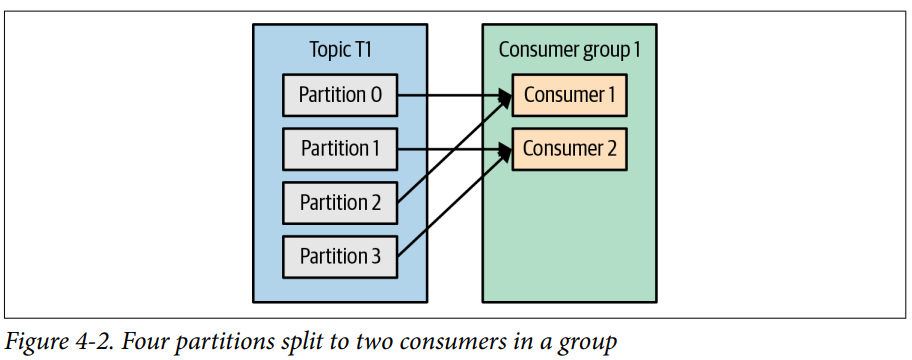 Topic T1
Partition 0
Partition 1
Partition 2
Partition 3
Consumer group 1
Consumer 1
Consumer 2
Figure 4-2. Four partitions split to two consumers in a group